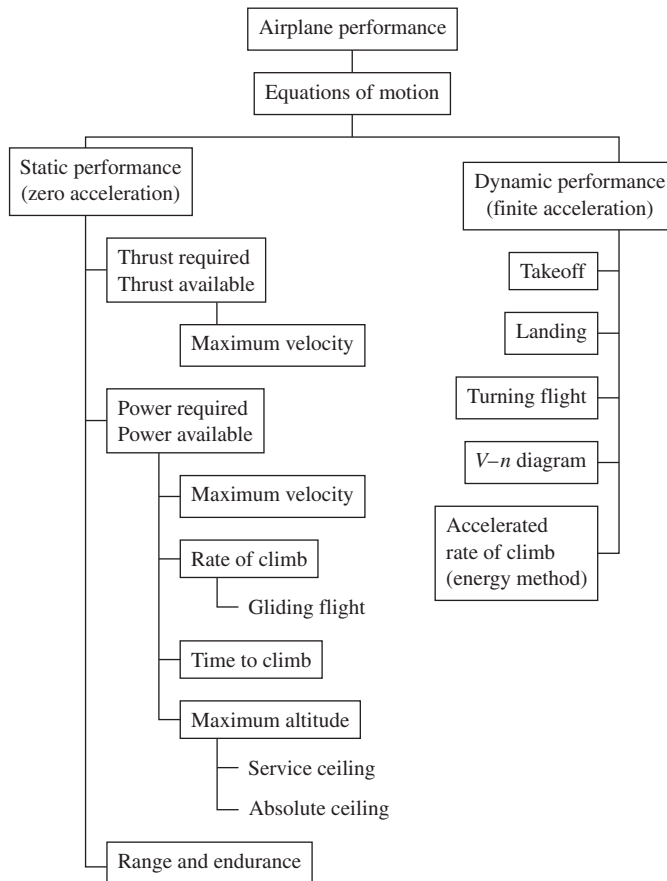 Airplane performance
Equations of motion
Static performance
(zero acceleration)
Thrust required
Thrust available
Maximum velocity
Power required
Power available
Maximum velocity
Rate of climb
Gliding flight
Time to climb
Maximum altitude
Service ceiling
Absolute ceiling
Range and endurance
Dynamic performance
(finite acceleration)
Takeoff
Landing
Turning flight
V–n diagram
Accelerated
rate of climb
(energy method)